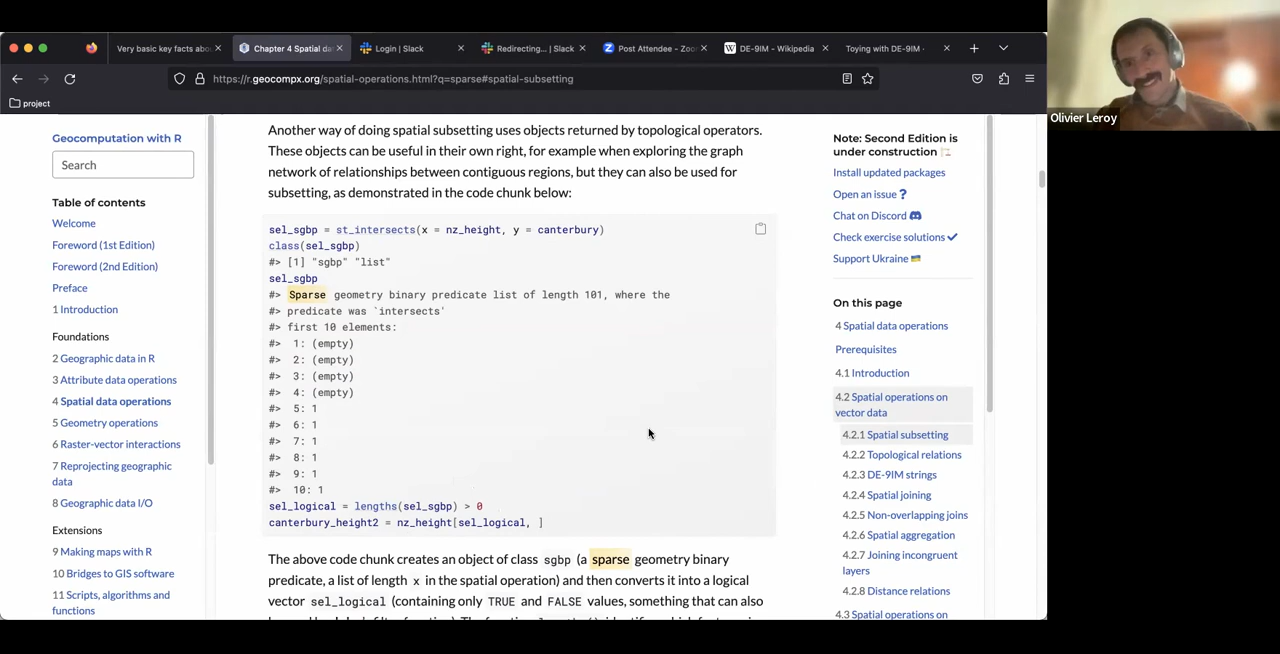 Very basic key facts abo
Chapter 4 Spatial da
Login | Slack
Redirecting... | Slack
Post Attendee - Zoo
DE-9IM - Wikipedia
Toying with DE-9IM
https://r.geocompx.org/spatial-operations.html?q=sparse#spatial-subsetting
project
Olivier Leroy
Geocomputation with R
Search
Table of contents
Welcome
Foreword (1st Edition)
Foreword (2nd Edition)
Preface
1 Introduction
Foundations
2 Geographic data in R
3 Attribute data operations
4 Spatial data operations
5 Geometry operations
6 Raster-vector interactions
7 Reprojecting geographic
data
8 Geographic data I/O
Extensions
9 Making maps with R
10 Bridges to GIS software
11 Scripts, algorithms and
functions
Another way of doing spatial subsetting uses objects returned by topological operators.
These objects can be useful in their own right, for example when exploring the graph
network of relationships between contiguous regions, but they can also be used for
subsetting, as demonstrated in the code chunk below:
sel_sgbp = st_intersects(x = nz_height, y = canterbury)
class(sel_sgbp)
#> [1] "sgbp" "list"
sel_sgbp
#> Sparse geometry binary predicate list of length 101, where the
#> predicate was `intersects'
#> first 10 elements:
#>  1: (empty)
#>  2: (empty)
#>  3: (empty)
#>  4: (empty)
#>  5: 1
#>  6: 1
#>  7: 1
#>  8: 1
#>  9: 1
#>  10: 1
sel_logical = lengths(sel_sgbp) > 0
canterbury_height2 = nz_height[sel_logical, ]
The above code chunk creates an object of class sgbp (a sparse geometry binary
predicate, a list of length x in the spatial operation) and then converts it into a logical
vector sel_logical (containing only TRUE and FALSE values, something that can also
Note: Second Edition is
under construction
Install updated packages
Open an issue ?
Chat on Discord
Check exercise solutions
Support Ukraine
On this page
4 Spatial data operations
Prerequisites
4.1 Introduction
4.2 Spatial operations on
vector data
4.2.1 Spatial subsetting
4.2.2 Topological relations
4.2.3 DE-9IM strings
4.2.4 Spatial joining
4.2.5 Non-overlapping joins
4.2.6 Spatial aggregation
4.2.7 Joining incongruent
layers
4.2.8 Distance relations
4.3 Spatial operations on